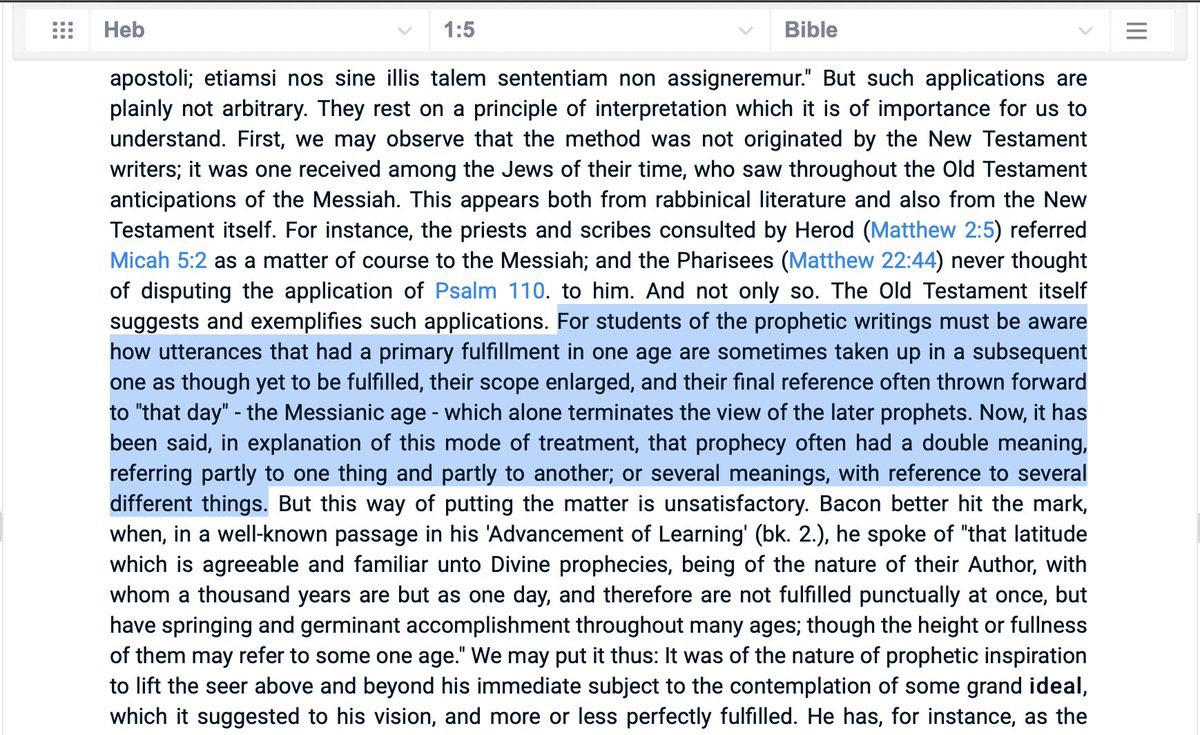 Heb 1:5 Bible
apostoli; etiamsi nos sine illis talem sententiam non assigneremur." But such applications are
plainly not arbitrary. They rest on a principle of interpretation which it is of importance for us to
understand. First, we may observe that the method was not originated by the New Testament
writers; it was one received among the Jews of their time, who saw throughout the Old Testament
anticipations of the Messiah. This appears both from rabbinical literature and also from the New
Testament itself. For instance, the priests and scribes consulted by Herod (Matthew 2:5) referred
Micah 5:2 as a matter of course to the Messiah; and the Pharisees (Matthew 22:44) never thought
of disputing the application of Psalm 110. to him. And not only so. The Old Testament itself
suggests and exemplifies such applications. For students of the prophetic writings must be aware
how utterances that had a primary fulfillment in one age are sometimes taken up in a subsequent
one as though yet to be fulfilled, their scope enlarged, and their final reference often thrown forward
to "that day" - the Messianic age - which alone terminates the view of the later prophets. Now, it has
been said, in explanation of this mode of treatment, that prophecy often had a double meaning,
referring partly to one thing and partly to another; or several meanings, with reference to several
different things. But this way of putting the matter is unsatisfactory. Bacon better hit the mark,
when, in a well-known passage in his 'Advancement of Learning' (bk. 2.), he spoke of "that latitude
which is agreeable and familiar unto Divine prophecies, being of the nature of their Author, with
whom a thousand years are but as one day, and therefore are not fulfilled punctually at once, but
have springing and germinant accomplishment throughout many ages; though the height or fullness
of them may refer to some one age." We may put it thus: It was of the nature of prophetic inspiration
to lift the seer above and beyond his immediate subject to the contemplation of some grand ideal,
which it suggested to his vision, and more or less perfectly fulfilled. He has, for instance, as the